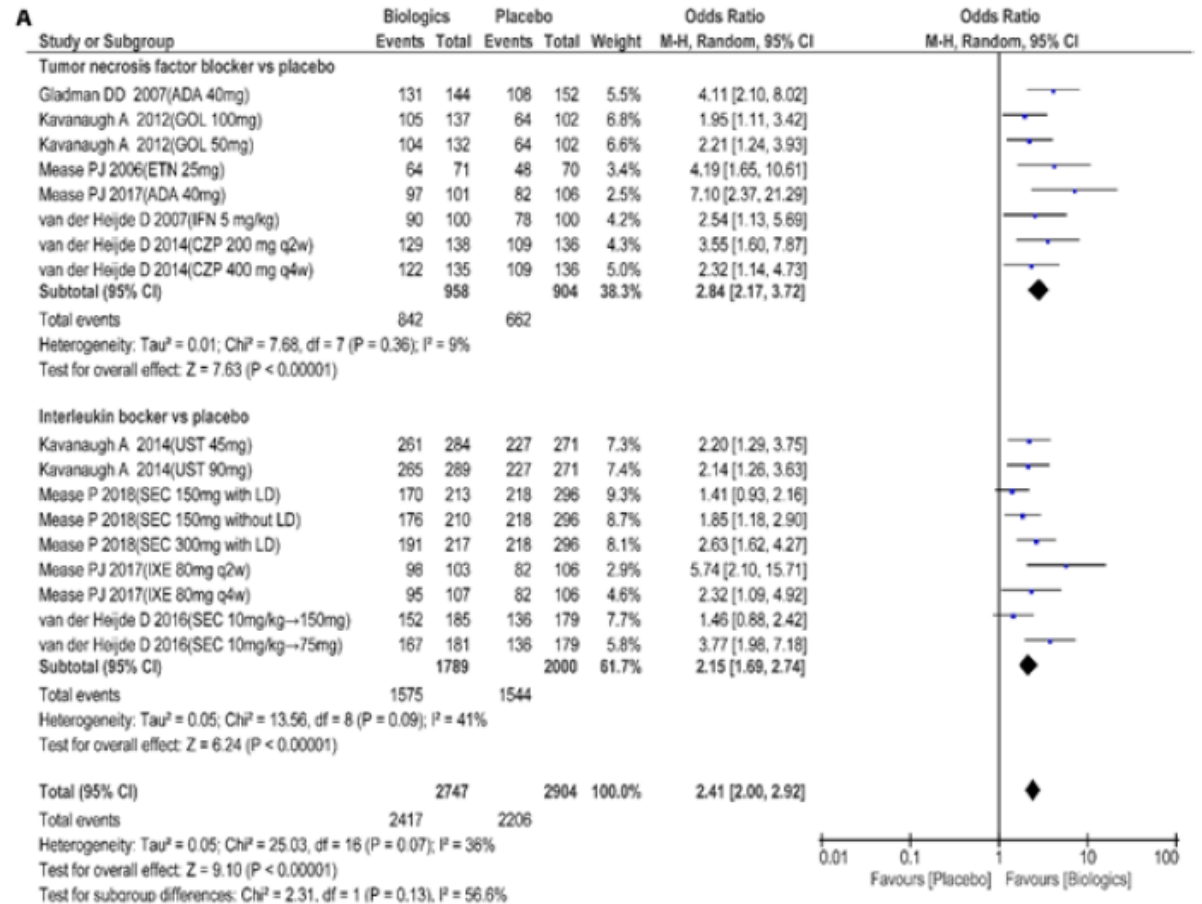 A
Biologics Placebo Odds Ratio Odds Ratio
Study or Subgroup Events Total Events Total Weight M-H, Random, 95% CI M-H, Random, 95% CI
Tumor necrosis factor blocker vs placebo
Gladman DD 2007(ADA 40mg) 131 144 108 152 5.5% 4.11 [2.10, 8.02]
Kavanaugh A 2012(GOL 100mg) 105 137 64 102 6.8% 1.95 [1.11, 3.42]
Kavanaugh A 2012(GOL 50mg) 104 132 64 102 6.6% 2.21 [1.24, 3.93]
Mease PJ 2006(ETN 25mg) 64 71 48 70 3.4% 4.19 [1.65, 10.61]
Mease PJ 2017(ADA 40mg) 97 101 82 106 2.5% 7.10 [2.37, 21.29]
van der Heijde D 2007(IFN 5 mg/kg) 90 100 78 100 4.2% 2.54 [1.13, 5.69]
van der Heijde D 2014(CZP 200 mg q2w) 129 138 109 136 4.3% 3.55 [1.60, 7.87]
van der Heijde D 2014(CZP 400 mg q4w) 122 135 109 136 5.0% 2.32 [1.14, 4.73]
Subtotal (95% CI) 958 904 38.3% 2.84 [2.17, 3.72]
Total events 842 662
Heterogeneity: Tau² = 0.01; Chi² = 7.68, df = 7 (P = 0.36); I² = 9%
Test for overall effect: Z = 7.63 (P < 0.00001)
Interleukin bocker vs placebo
Kavanaugh A 2014(UST 45mg) 261 284 227 271 7.3% 2.20 [1.29, 3.75]
Kavanaugh A 2014(UST 90mg) 265 289 227 271 7.4% 2.14 [1.26, 3.63]
Mease P 2018(SEC 150mg with LD) 170 213 218 296 9.3% 1.41 [0.93, 2.16]
Mease P 2018(SEC 150mg without LD) 176 210 218 296 8.7% 1.85 [1.18, 2.90]
Mease P 2018(SEC 300mg with LD) 191 217 218 296 8.1% 2.63 [1.62, 4.27]
Mease PJ 2017(IXE 80mg q2w) 98 103 82 106 2.9% 5.74 [2.10, 15.71]
Mease PJ 2017(IXE 80mg q4w) 95 107 82 106 4.6% 2.32 [1.09, 4.92]
van der Heijde D 2016(SEC 10mg/kg→150mg) 152 185 136 179 7.7% 1.46 [0.88, 2.42]
van der Heijde D 2016(SEC 10mg/kg→75mg) 167 181 136 179 5.8% 3.77 [1.98, 7.18]
Subtotal (95% CI) 1789 2000 61.7% 2.15 [1.69, 2.74]
Total events 1575 1544
Heterogeneity: Tau² = 0.05; Chi² = 13.56, df = 8 (P = 0.09); I² = 41%
Test for overall effect: Z = 6.24 (P < 0.00001)
Total (95% CI) 2747 2904 100.0% 2.41 [2.00, 2.92]
Total events 2417 2206
Heterogeneity: Tau² = 0.05; Chi² = 25.03, df = 16 (P = 0.07); I² = 36%
Test for overall effect: Z = 9.10 (P < 0.00001)
Test for subgroup differences: Chi² = 2.31, df = 1 (P = 0.13), I² = 56.6%
0.01 0.1 1 10 100
Favours [Placebo] Favours [Biologics]